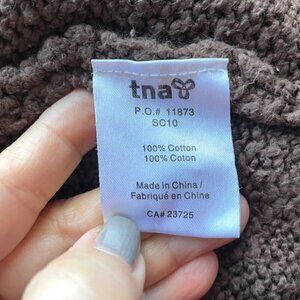 tna
P.O.# 11873
SC10
100% Cotton
100% Coton
Made in China /
Fabriqué en Chine
CA# 23725